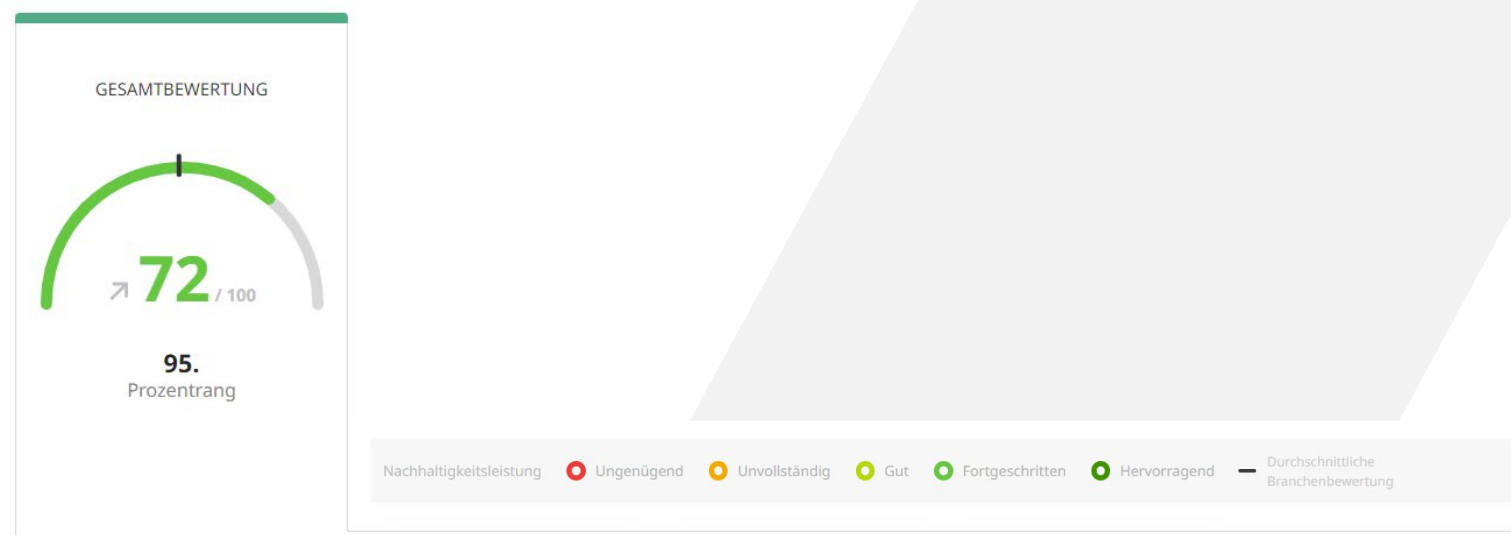 GESAMTBEWERTUNG
72 / 100
95.
Prozentrang
Nachhaltigkeitsleistung Ungenügend Unvollständig Gut Fortgeschritten Hervorragend Durchschnittliche
Branchenbewertung